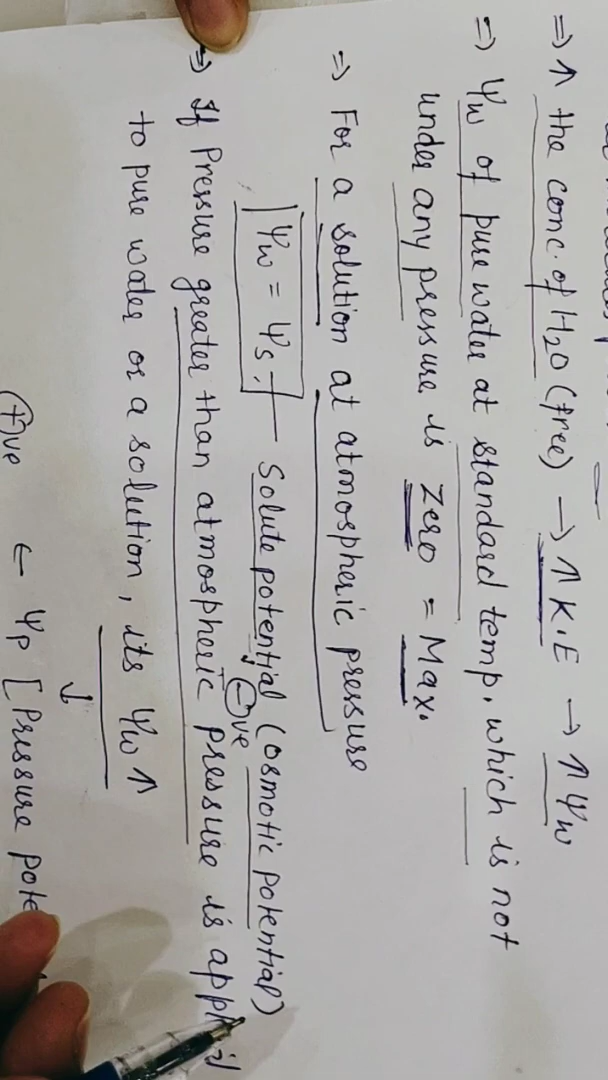 => ↑ the conc. of H2O (free) → ↑ K.E → ↑ Ψw
=> Ψw of pure water at standard temp. which is not
under any pressure is Zero = Max.
=> For a solution at atmospheric pressure
Ψw = Ψs. Solute potential (osmotic potential)
(-)ve
=> If Pressure greater than atmospheric pressure is
to pure water or a solution, its Ψw ↑
(+)ve ← Ψp [Pressure